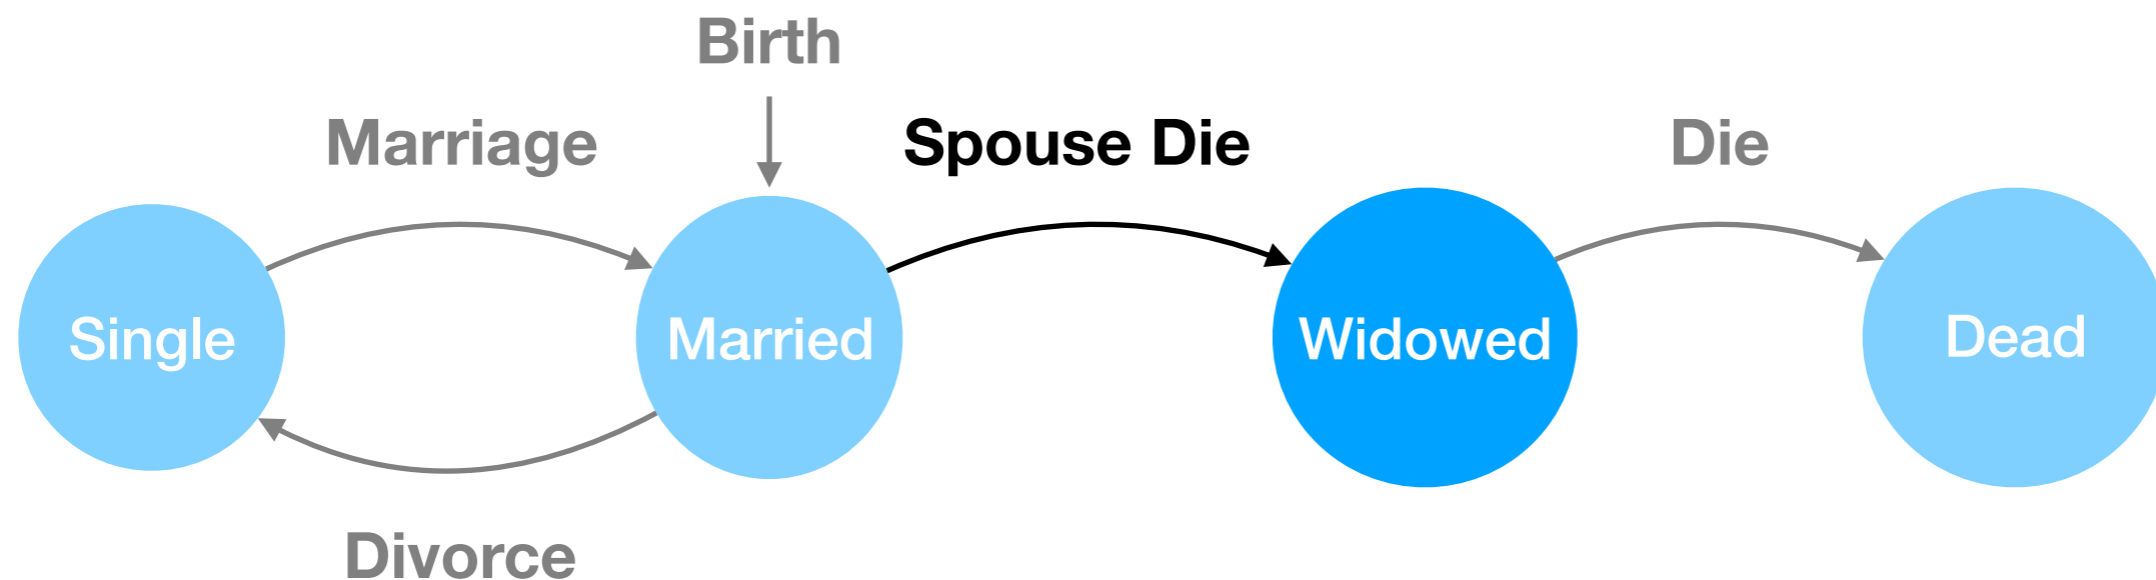 Birth
Marriage
Spouse Die
Die
Single
Married
Widowed
Dead
Divorce